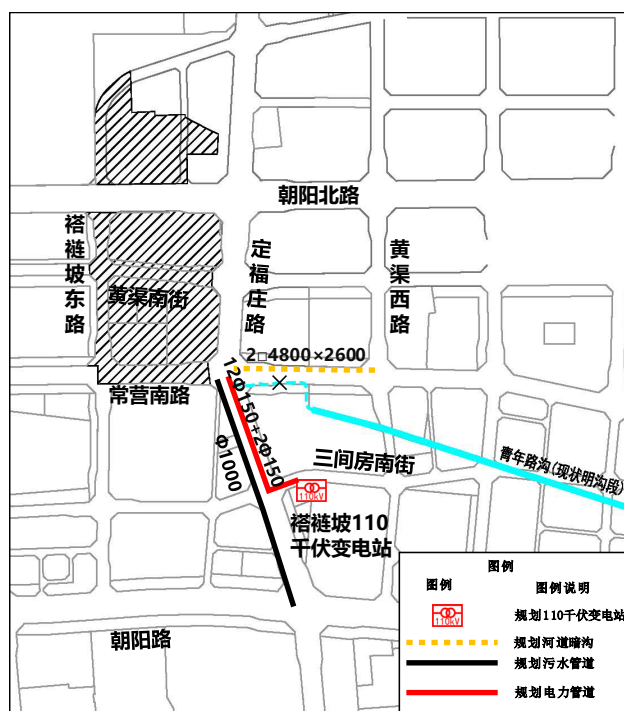 朝阳北路
褡裢坡东路
定福庄路
黄渠西路
黄渠南街
2□4800×2600
常营南路
12Φ150+2Φ150
Φ1000
三间房南街
青年路沟(现状明沟段)
110kV
褡裢坡110
千伏变电站
朝阳路
图例
图例 图例说明
110kV 规划110千伏变电站
规划河道暗沟
规划污水管道
规划电力管道